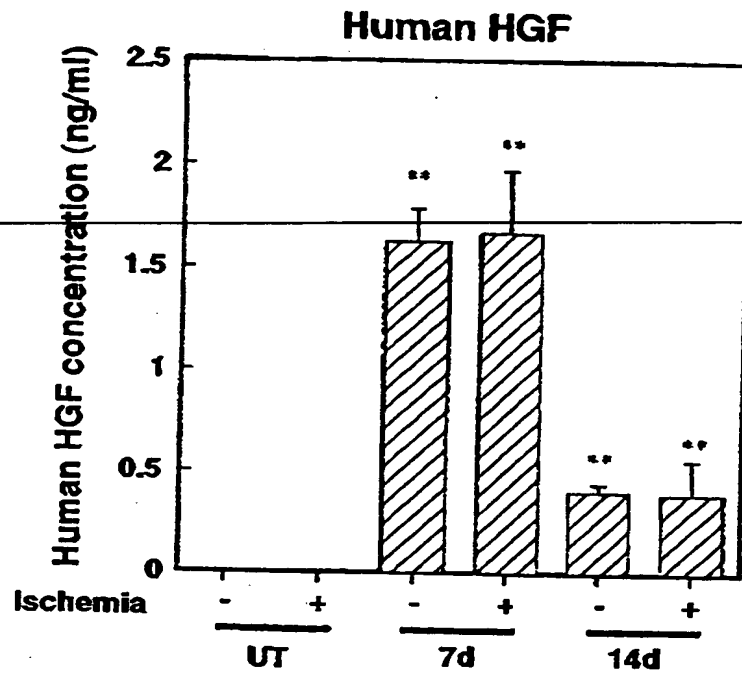 Human HGF
Human HGF concentration (ng/ml)
2.5
2
1.5
1
0.5
0
** ** ** **
Ischemia - + - + - +
UT 7d 14d